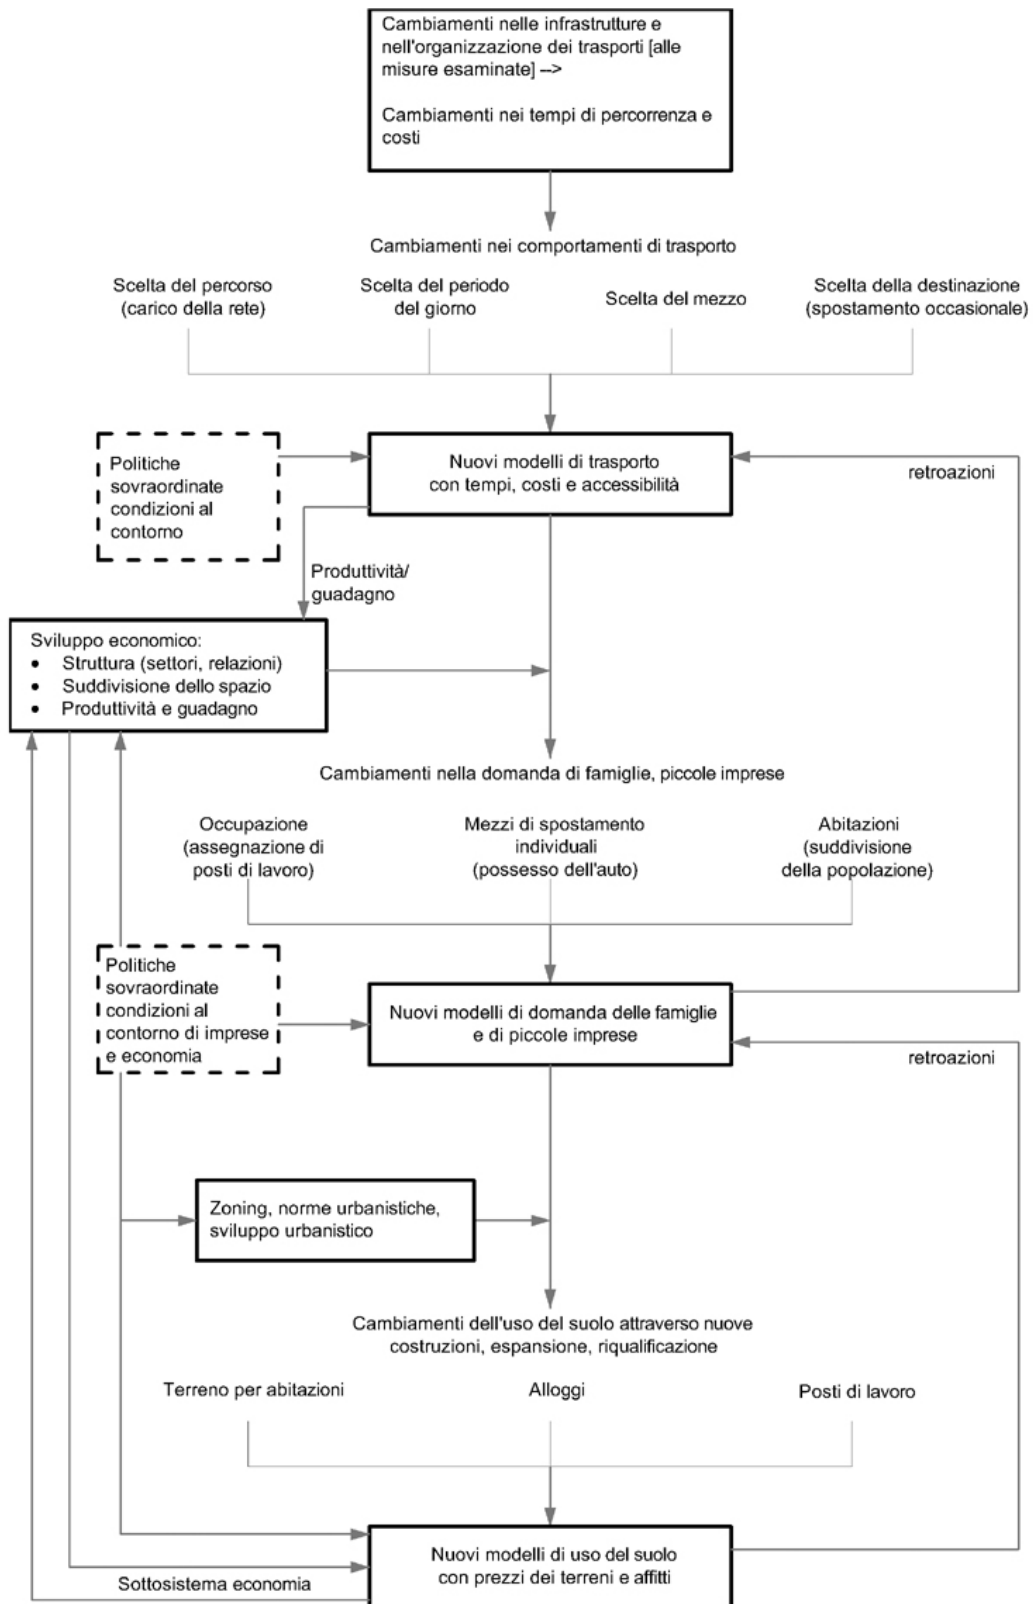 Cambiamenti nelle infrastrutture e
nell'organizzazione dei trasporti [alle
misure esaminate] -->
Cambiamenti nei tempi di percorrenza e
costi
Cambiamenti nei comportamenti di trasporto
Scelta del percorso
(carico della rete)
Scelta del periodo
del giorno
Scelta del mezzo
Scelta della destinazione
(spostamento occasionale)
Politiche
sovraordinate
condizioni al
contorno
Nuovi modelli di trasporto
con tempi, costi e accessibilità
retroazioni
Produttività/
guadagno
Sviluppo economico:
• Struttura (settori, relazioni)
• Suddivisione dello spazio
• Produttività e guadagno
Cambiamenti nella domanda di famiglie, piccole imprese
Occupazione
(assegnazione di
posti di lavoro)
Mezzi di spostamento
individuali
(possesso dell'auto)
Abitazioni
(suddivisione
della popolazione)
Politiche
sovraordinate
condizioni al
contorno di imprese
e economia
Nuovi modelli di domanda delle famiglie
e di piccole imprese
retroazioni
Zoning, norme urbanistiche,
sviluppo urbanistico
Cambiamenti dell'uso del suolo attraverso nuove
costruzioni, espansione, riqualificazione
Terreno per abitazioni
Alloggi
Posti di lavoro
Nuovi modelli di uso del suolo
con prezzi dei terreni e affitti
Sottosistema economia